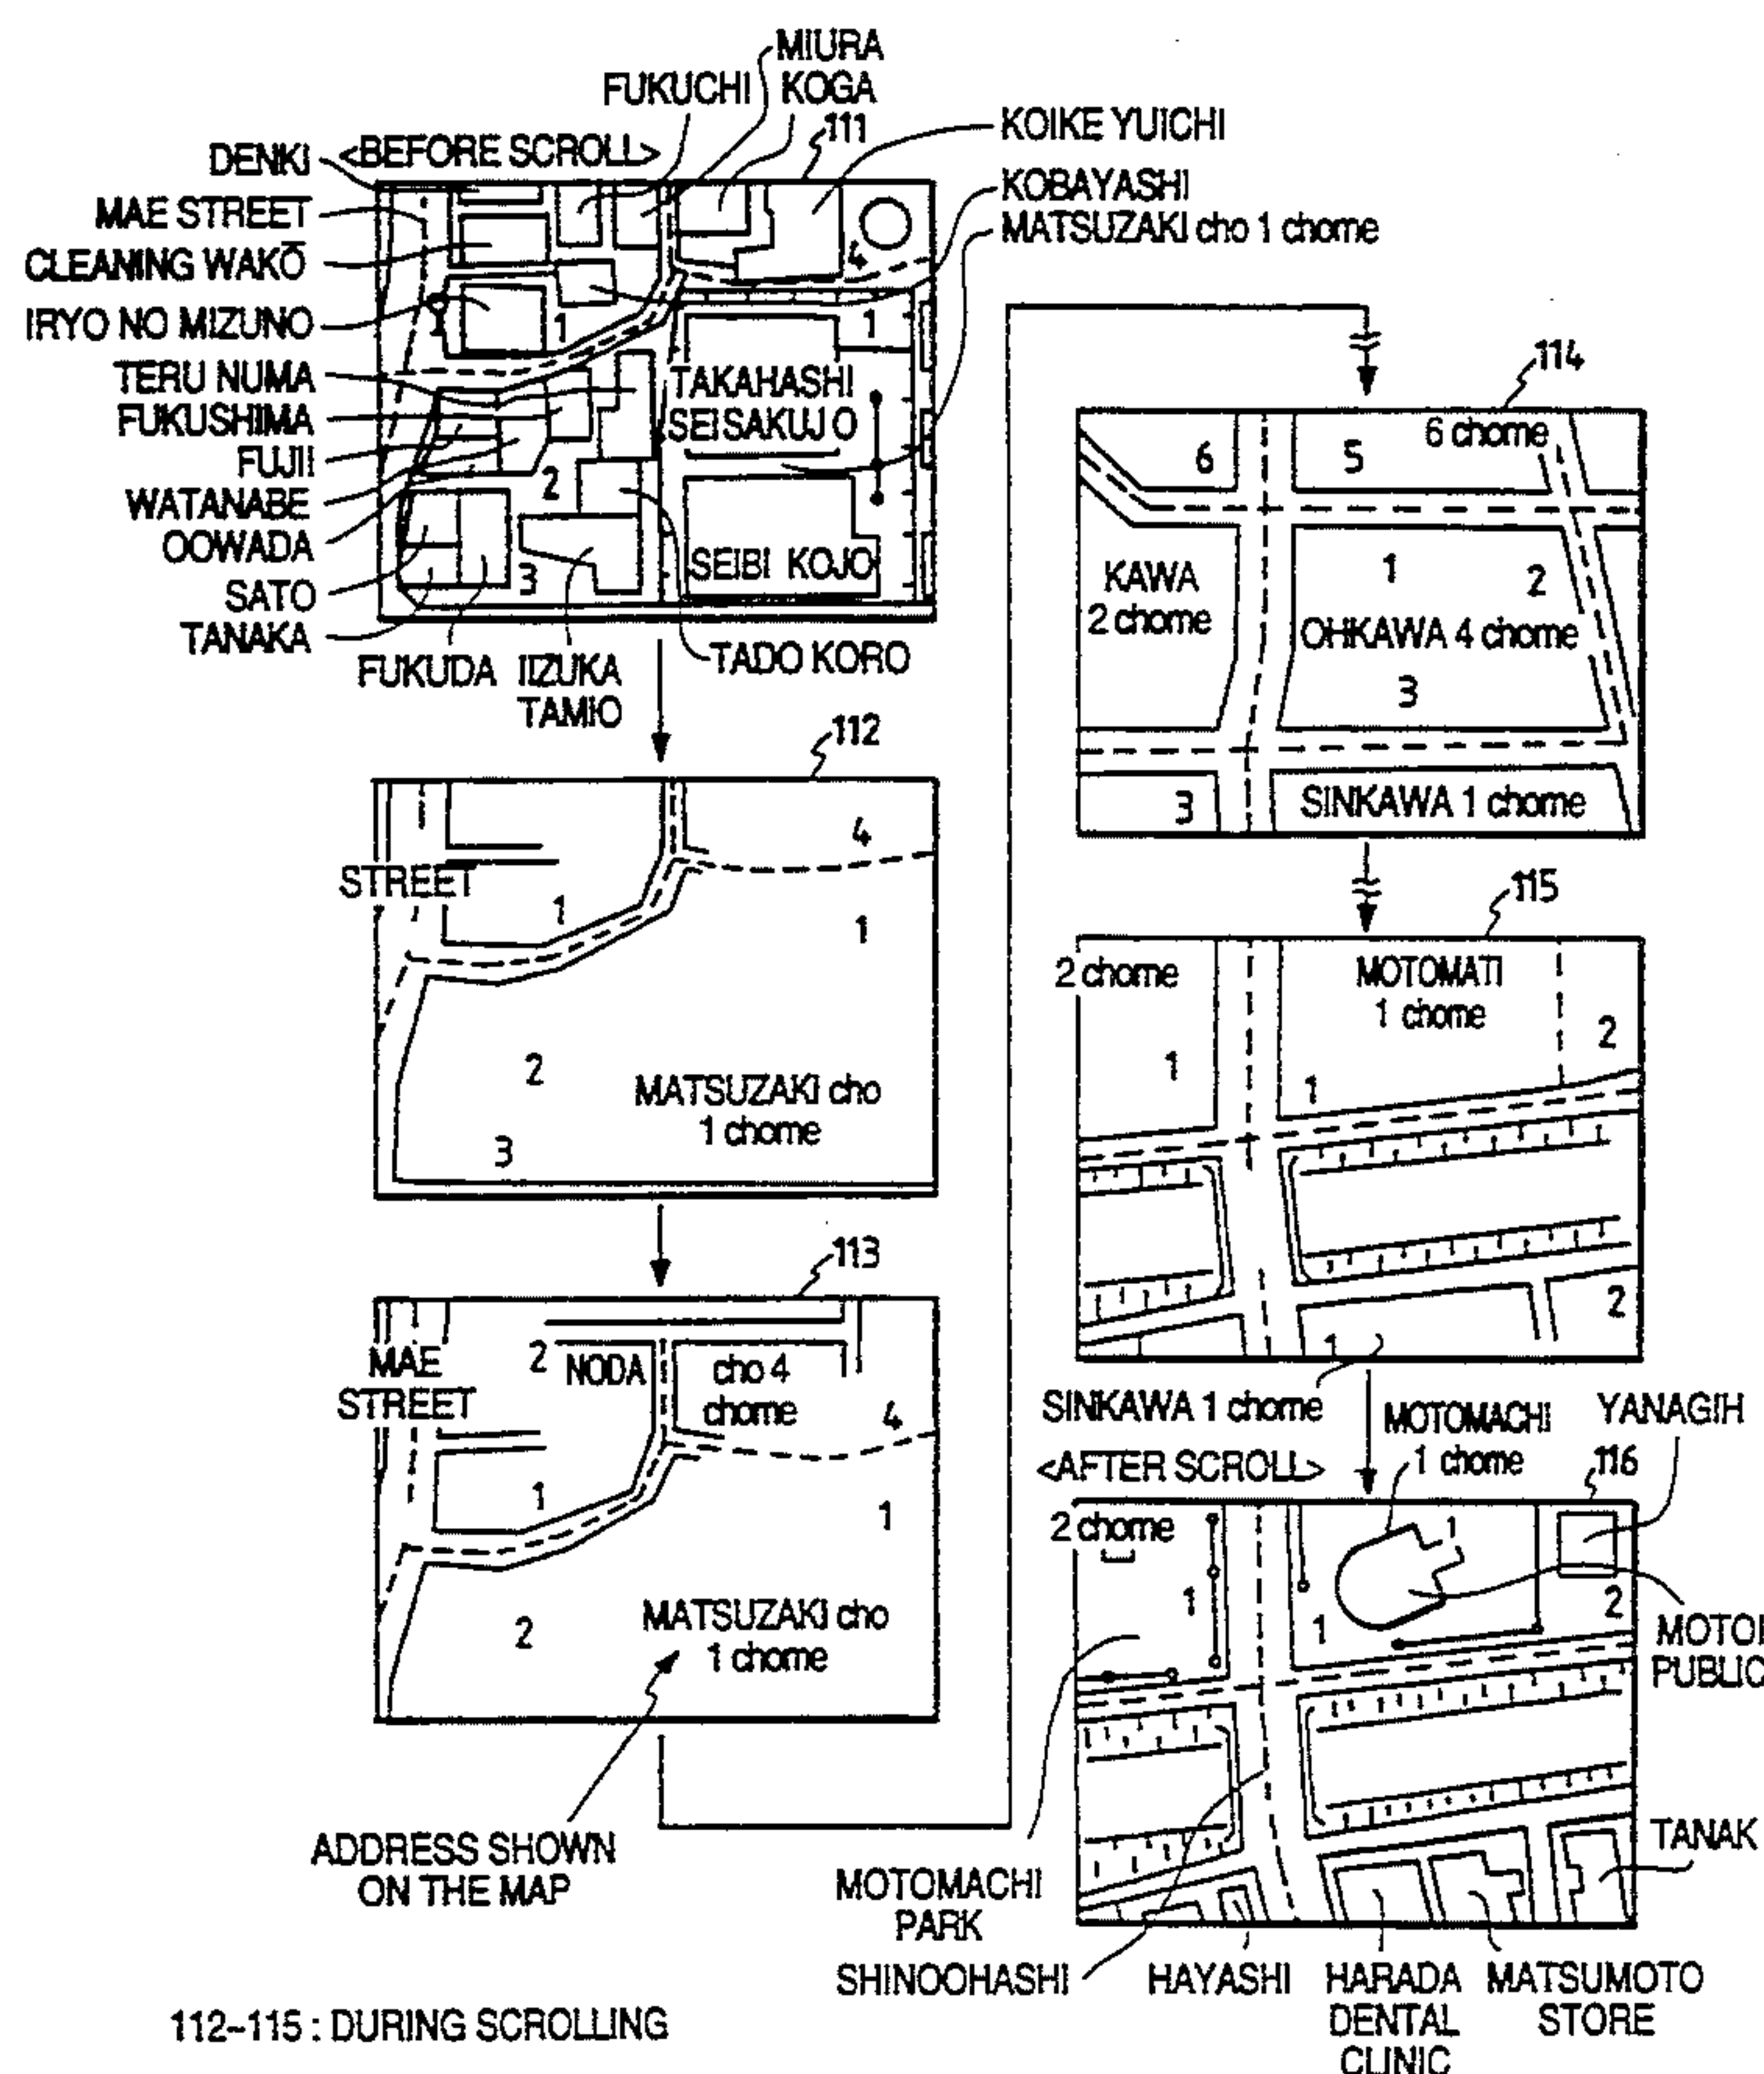 MIURA
FUKUCHI
KOGA
111
KOIKE YUICHI
DENKI
<BEFORE SCROLL>
KOBAYASHI
MAE STREET
MATSUZAKI cho 1 chome
CLEANING WAKŌ
4
IRYO NO MIZUNO
1
1
TERU NUMA
TAKAHASHI
FUKUSHIMA
SEISAKUJO
FUJII
WATANABE
2
OOWADA
SEIBI KOJO
SATO
3
TANAKA
FUKUDA
IIZUKA
TAMIO
TADO KORO
112
4
STREET
1
1
2
MATSUZAKI cho
1 chome
3
113
MAE
STREET
2
NODA
cho 4
chome
1
4
1
1
2
MATSUZAKI cho
1 chome
ADDRESS SHOWN
ON THE MAP
112-115 : DURING SCROLLING
114
6 chome
6
5
KAWA
2 chome
1
2
OHKAWA 4 chome
3
3
SINKAWA 1 chome
115
2 chome
MOTOMATI
1 chome
2
1
1
2
1
SINKAWA 1 chome
MOTOMACHI
1 chome
YANAGIH
<AFTER SCROLL>
116
2 chome
1
1
1
2
PUBLIC
TANAK
MOTOMACHI
PARK
SHINOOHASHI
HAYASHI
HARADA
DENTAL
CLINIC
MATSUMOTO
STORE